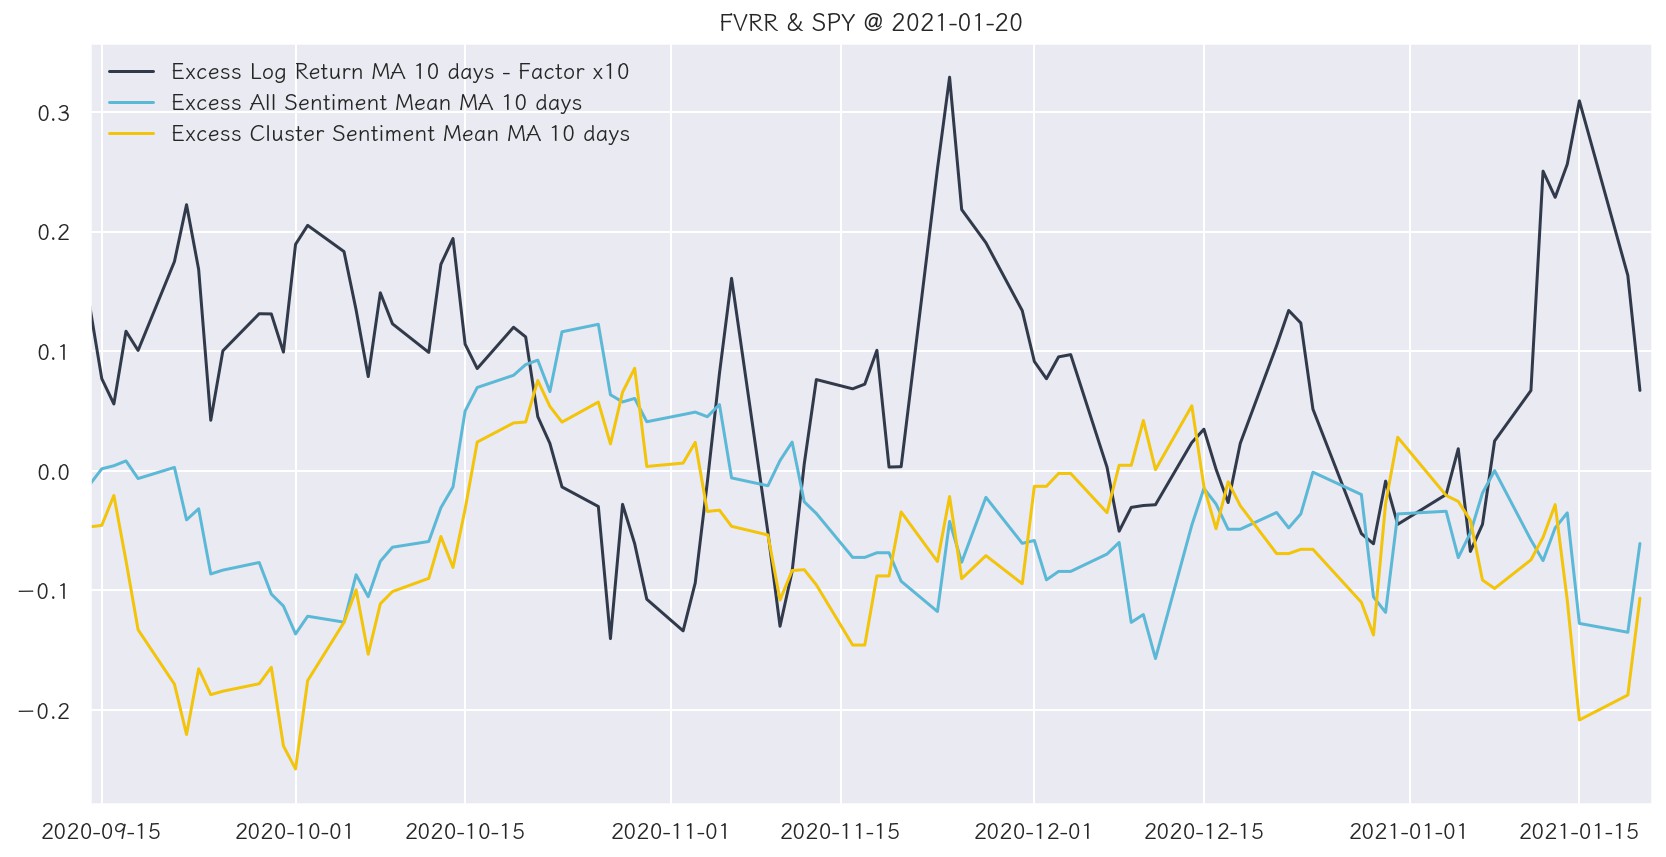 FVRR & SPY @ 2021-01-20
Excess Log Return MA 10 days - Factor x10
Excess All Sentiment Mean MA 10 days
Excess Cluster Sentiment Mean MA 10 days
0.3
0.2
0.1
0.0
−0.1
−0.2
2020-09-15 2020-10-01 2020-10-15 2020-11-01 2020-11-15 2020-12-01 2020-12-15 2021-01-01 2021-01-15